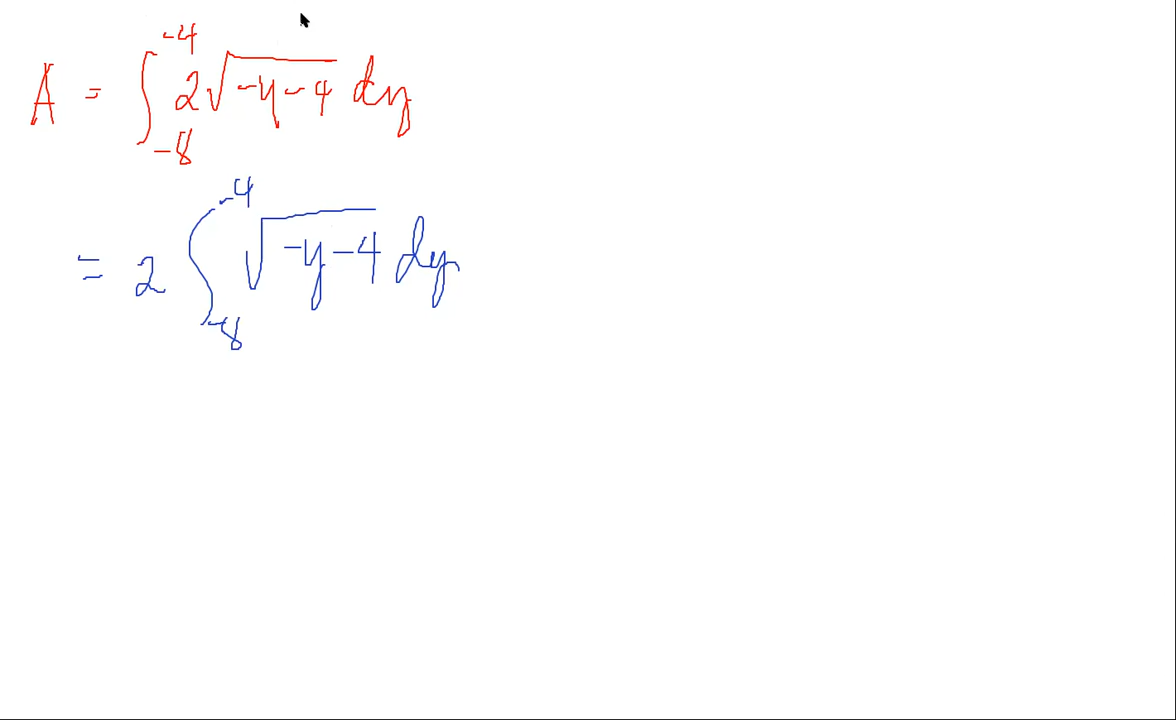 A = ∫_{-8}^{-4} 2√(-y-4) dy
= 2 ∫_{-8}^{-4} √(-y-4) dy